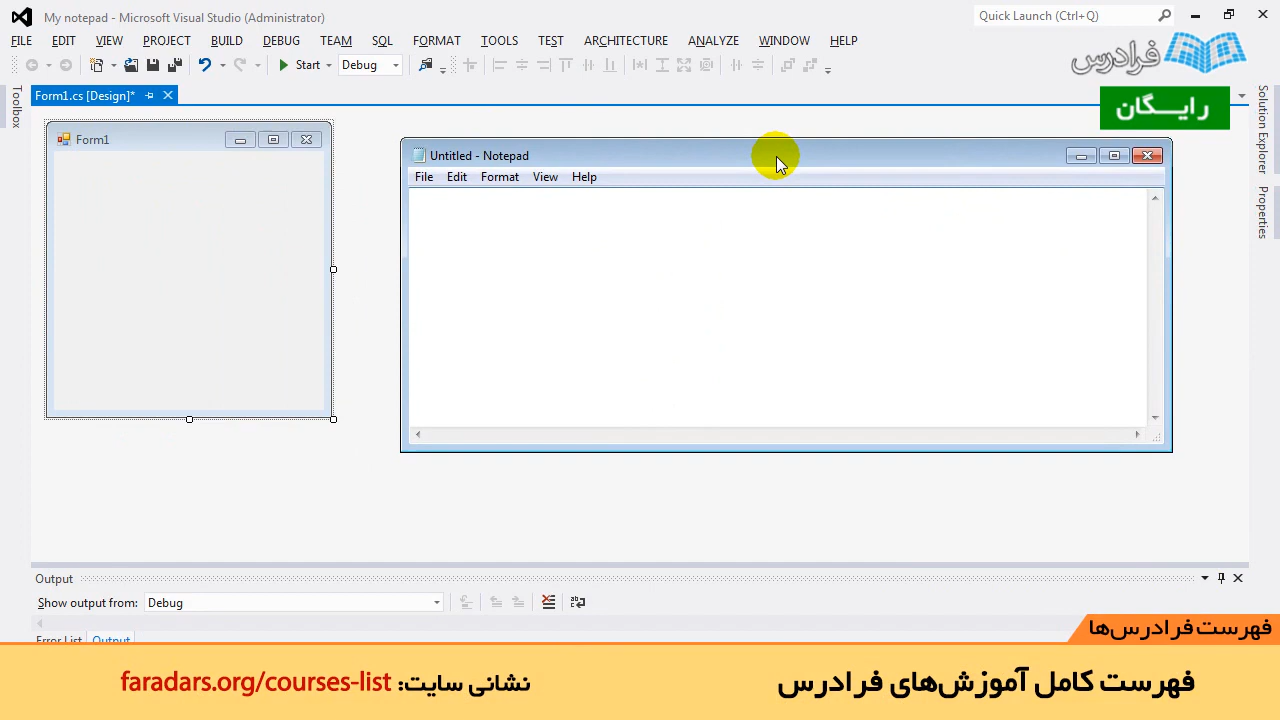 My notepad - Microsoft Visual Studio (Administrator)
Quick Launch (Ctrl+Q)
FILE EDIT VIEW PROJECT BUILD DEBUG TEAM SQL FORMAT TOOLS TEST ARCHITECTURE ANALYZE WINDOW HELP
فرادرس
Start Debug
Form1.cs [Design]*
رایگان
Toolbox
Solution Explorer
Properties
Form1
Untitled - Notepad
File Edit Format View Help
Output
Show output from: Debug
Error List Output
فهرست فرادرس‌ها
فهرست کامل آموزش‌های فرادرس
نشانی سایت: faradars.org/courses-list